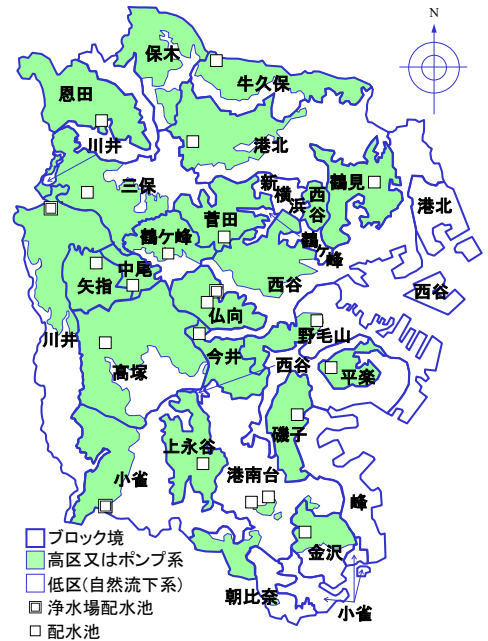 N
保木
牛久保
恩田
川井
港北
三保
新横浜
西谷
鶴見
港北
菅田
鶴ケ峰
鶴ケ峰
西谷
西谷
中尾
矢指
仏向
川井
野毛山
今井
西谷
高塚
平楽
磯子
上永谷
港南台
小雀
峰
金沢
朝比奈
小雀
ブロック境
高区又はポンプ系
低区(自然流下系)
浄水場配水池
配水池